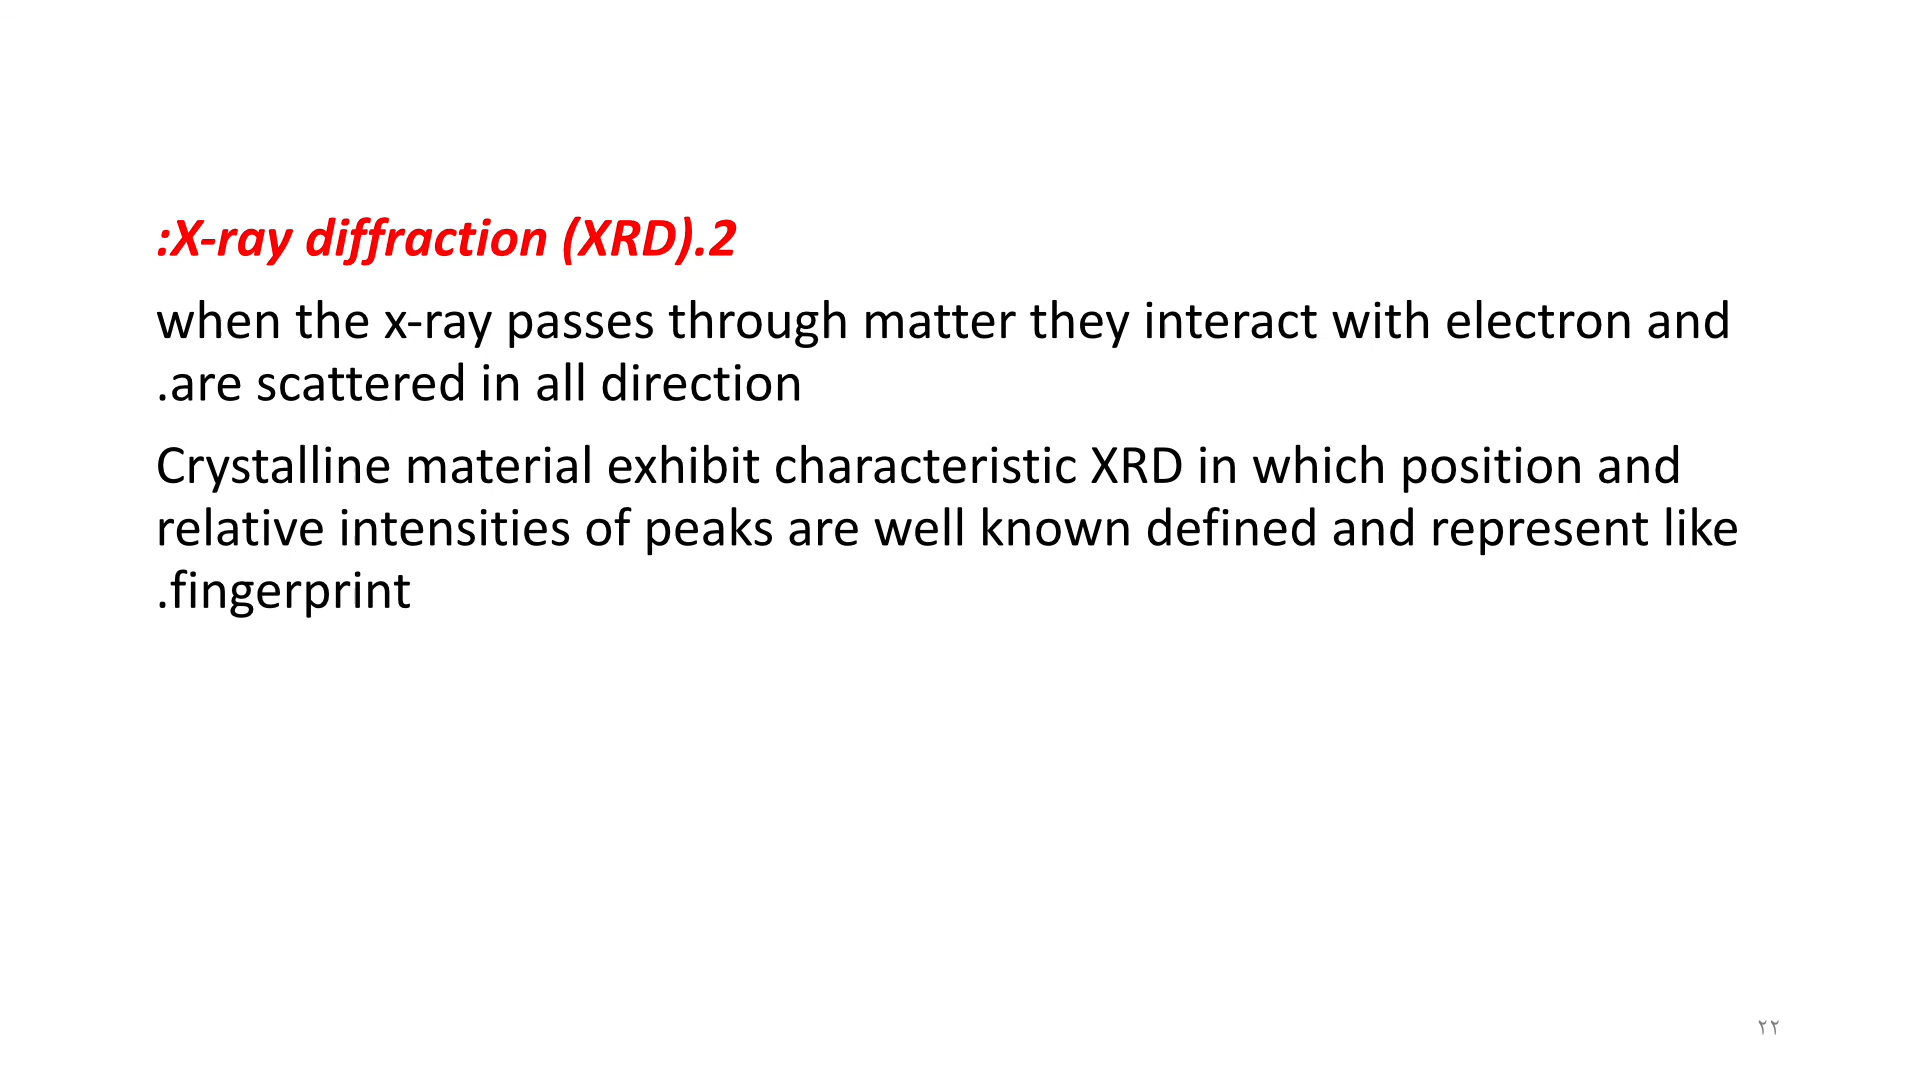 :X-ray diffraction (XRD).2
when the x-ray passes through matter they interact with electron and
.are scattered in all direction
Crystalline material exhibit characteristic XRD in which position and
relative intensities of peaks are well known defined and represent like
.fingerprint
٢٢